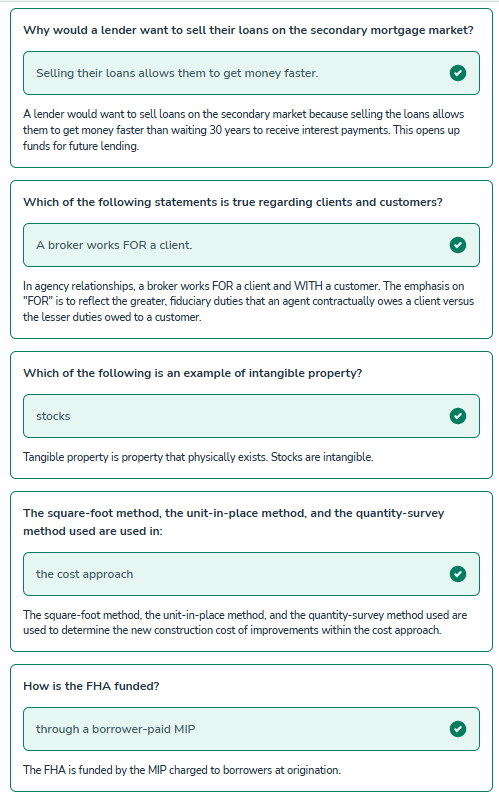 Why would a lender want to sell their loans on the secondary mortgage market?
Selling their loans allows them to get money faster.
A lender would want to sell loans on the secondary market because selling the loans allows
them to get money faster than waiting 30 years to receive interest payments. This opens up
funds for future lending.
Which of the following statements is true regarding clients and customers?
A broker works FOR a client.
In agency relationships, a broker works FOR a client and WITH a customer. The emphasis on
"FOR" is to reflect the greater, fiduciary duties that an agent contractually owes a client versus
the lesser duties owed to a customer.
Which of the following is an example of intangible property?
stocks
Tangible property is property that physically exists. Stocks are intangible.
The square-foot method, the unit-in-place method, and the quantity-survey
method used are used in:
the cost approach
The square-foot method, the unit-in-place method, and the quantity-survey method used are
used to determine the new construction cost of improvements within the cost approach.
How is the FHA funded?
through a borrower-paid MIP
The FHA is funded by the MIP charged to borrowers at origination.